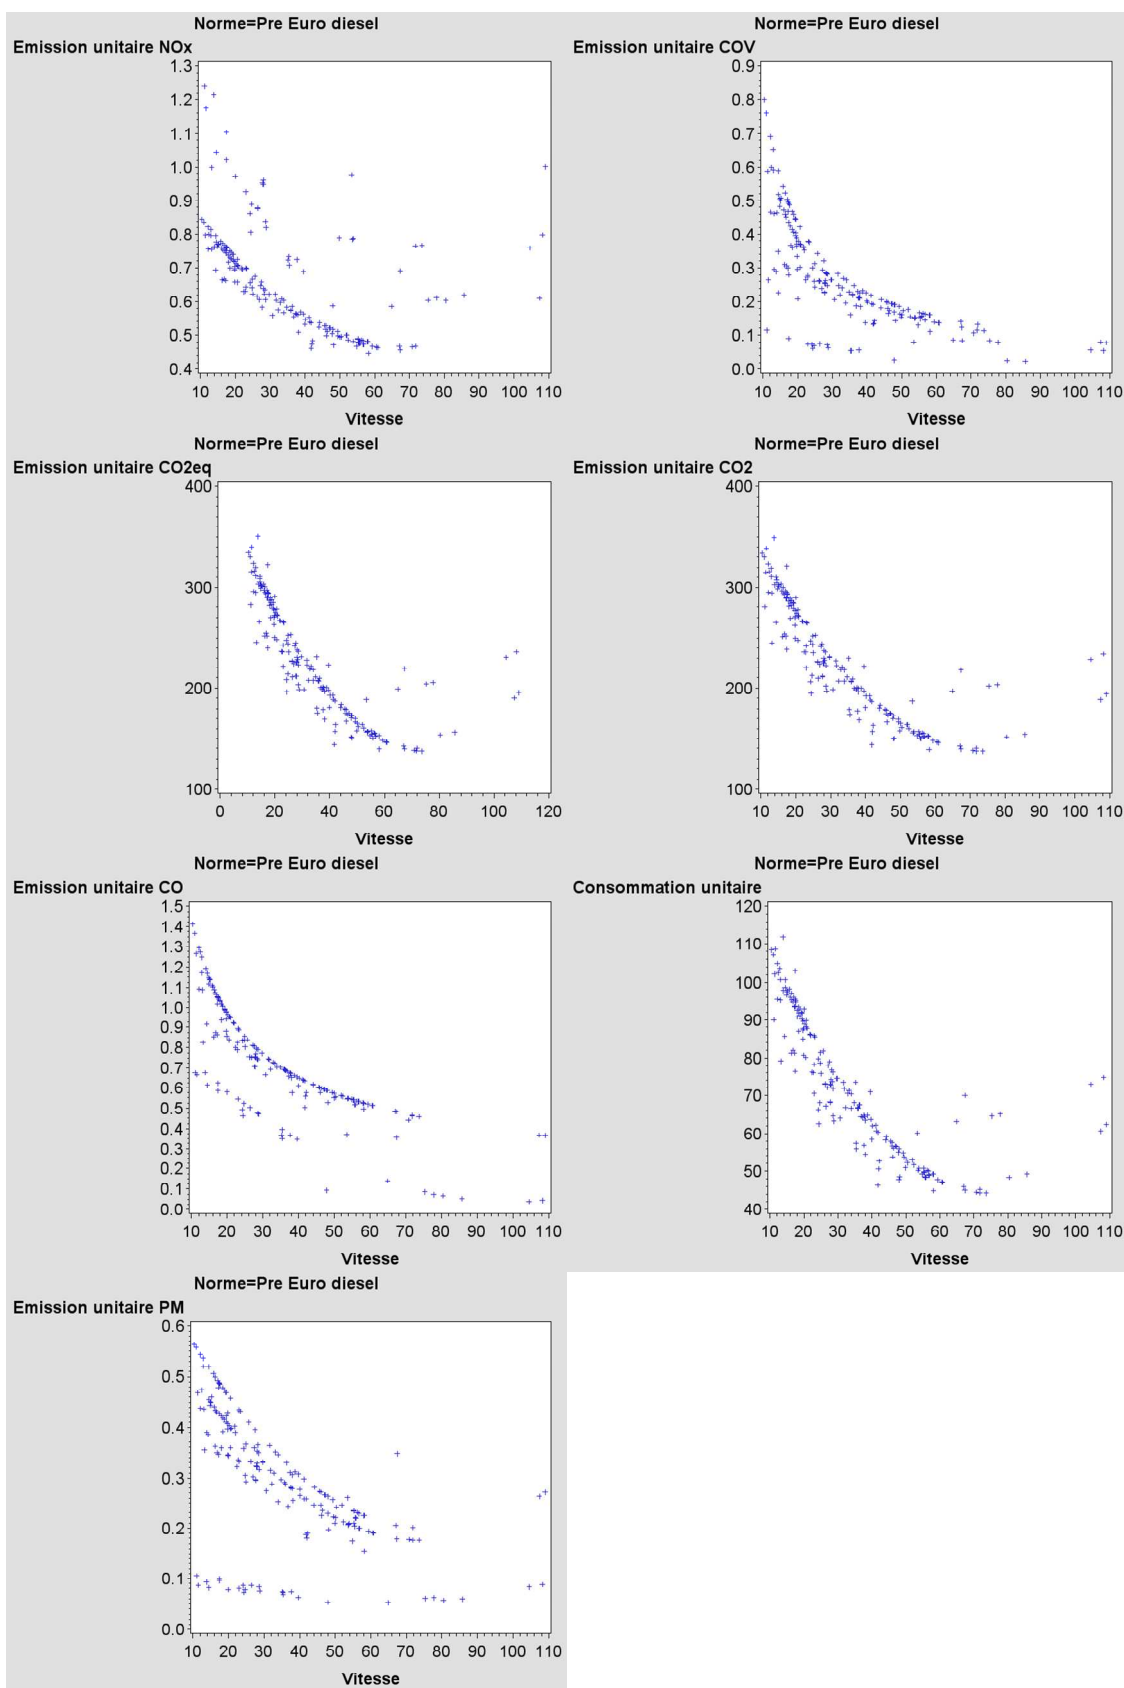 Norme=Pre Euro diesel
Emission unitaire NOx
1.3
1.2
1.1
1.0
0.9
0.8
0.7
0.6
0.5
0.4
10 20 30 40 50 60 70 80 90 100 110
Vitesse
Norme=Pre Euro diesel
Emission unitaire COV
0.9
0.8
0.7
0.6
0.5
0.4
0.3
0.2
0.1
0.0
10 20 30 40 50 60 70 80 90 100 110
Vitesse
Norme=Pre Euro diesel
Emission unitaire CO2eq
400
300
200
100
0 20 40 60 80 100 120
Vitesse
Norme=Pre Euro diesel
Emission unitaire CO2
400
300
200
100
10 20 30 40 50 60 70 80 90 100 110
Vitesse
Norme=Pre Euro diesel
Emission unitaire CO
1.5
1.4
1.3
1.2
1.1
1.0
0.9
0.8
0.7
0.6
0.5
0.4
0.3
0.2
0.1
0.0
10 20 30 40 50 60 70 80 90 100 110
Vitesse
Norme=Pre Euro diesel
Consommation unitaire
120
110
100
90
80
70
60
50
40
10 20 30 40 50 60 70 80 90 100 110
Vitesse
Norme=Pre Euro diesel
Emission unitaire PM
0.6
0.5
0.4
0.3
0.2
0.1
0.0
10 20 30 40 50 60 70 80 90 100 110
Vitesse